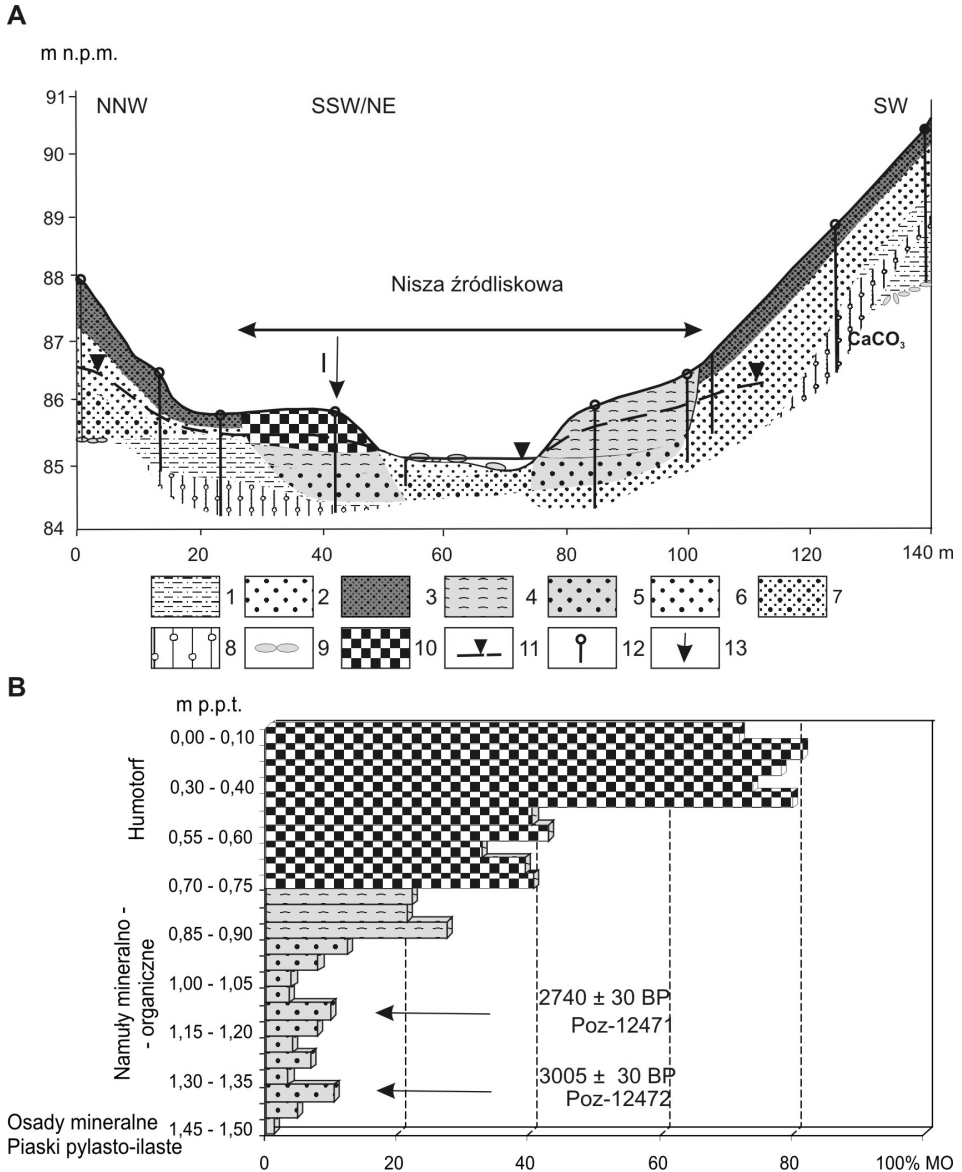 A
m n.p.m.
NNW
SSW/NE
SW
91
90
89
88
87
86
85
84
Nisza źródliskowa
I
CaCO₃
0
20
40
60
80
100
120
140 m
1
2
3
4
5
6
7
8
9
10
11
12
13
B
m p.p.t.
Humotorf
Namuły mineralno -
- organiczne
0,00 - 0,10
0,30 - 0,40
0,55 - 0,60
0,70 - 0,75
0,85 - 0,90
1,00 - 1,05
1,15 - 1,20
1,30 - 1,35
1,45 - 1,50
2740 ± 30 BP
Poz-12471
3005 ± 30 BP
Poz-12472
Osady mineralne
Piaski pylasto-ilaste
0
20
40
60
80
100% MO